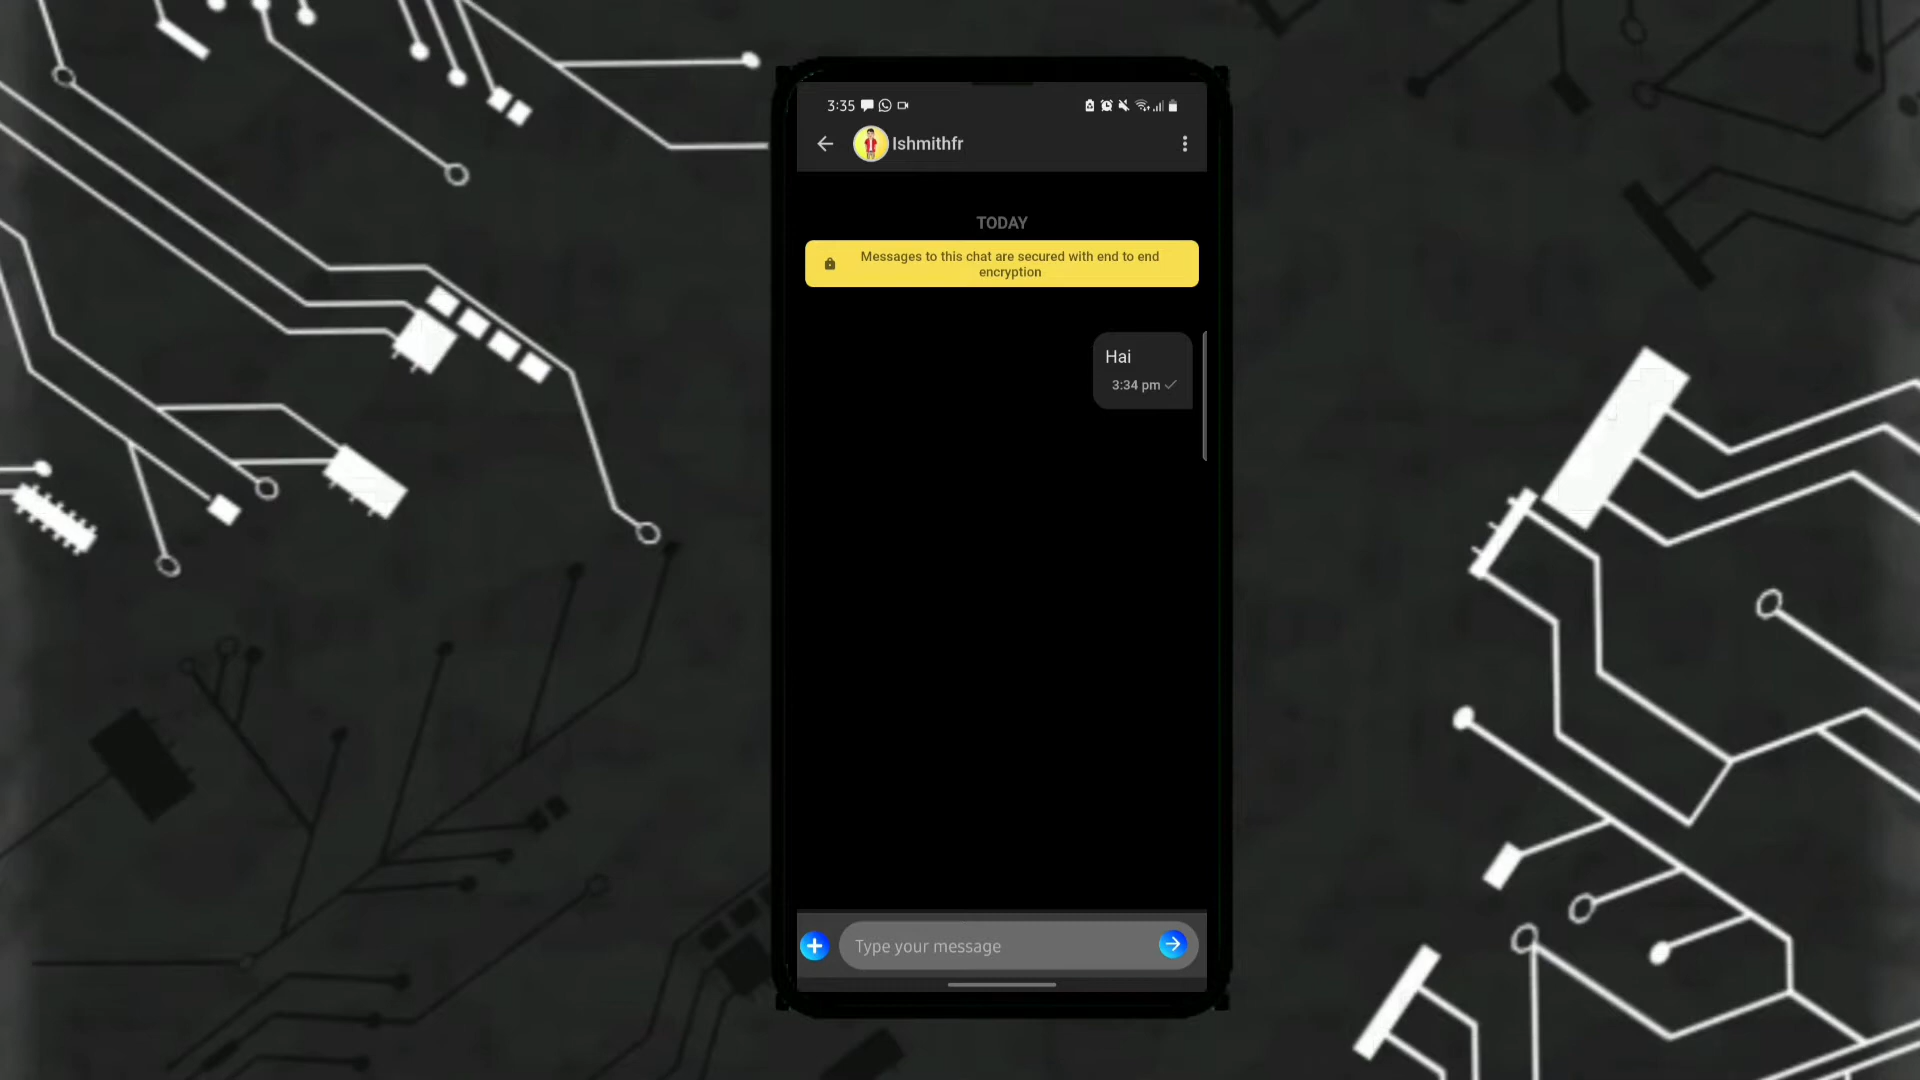 3:35
Ishmithfr
TODAY
Messages to this chat are secured with end to end
encryption
Hai
3:34 pm
Type your message